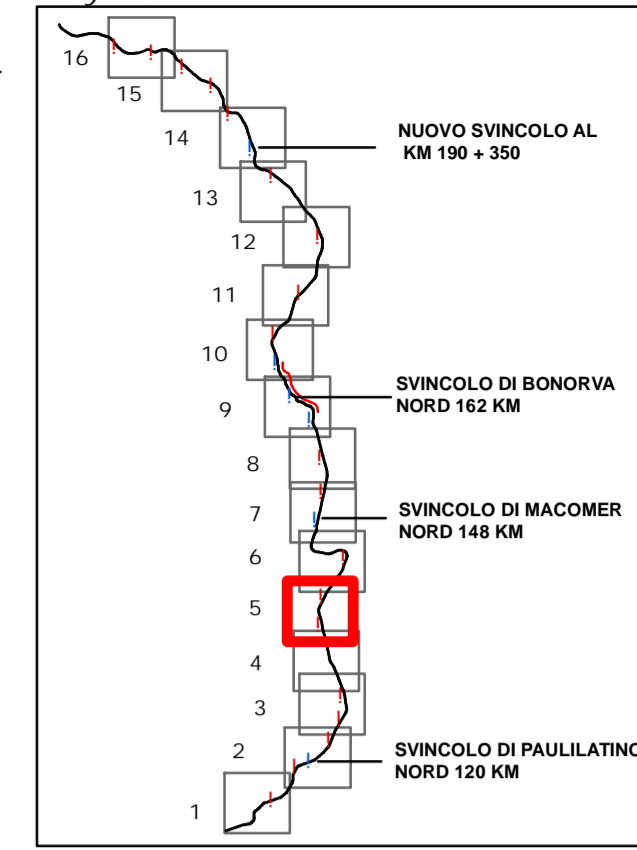 16
15
14
NUOVO SVINCOLO AL
KM 190 + 350
13
12
11
10
9
SVINCOLO DI BONORVA
NORD 162 KM
8
7
SVINCOLO DI MACOMER
NORD 148 KM
6
5
4
3
2
SVINCOLO DI PAULILATINO
NORD 120 KM
1